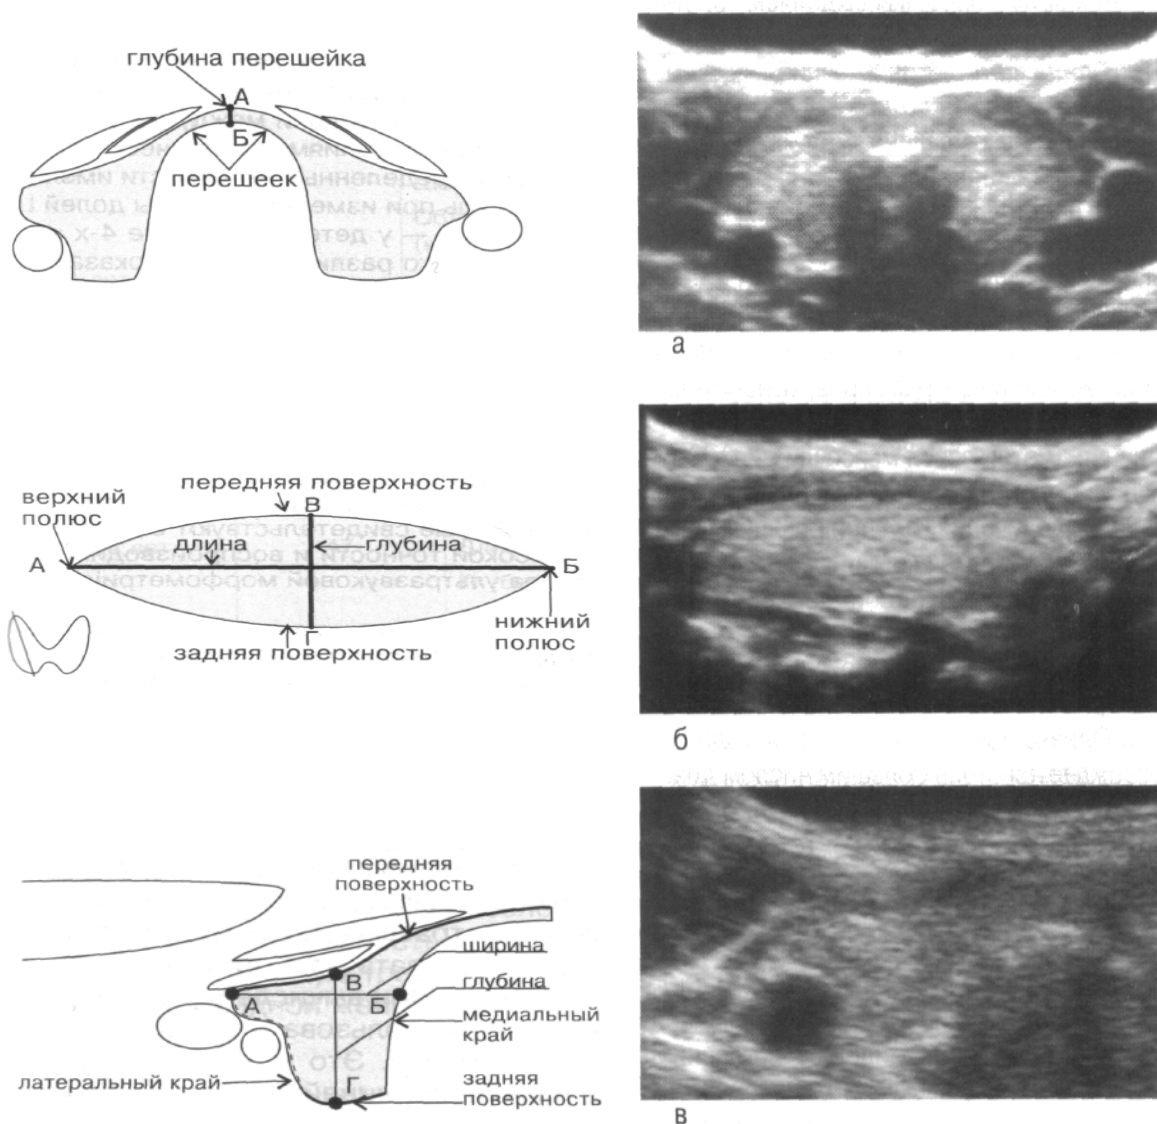 глубина перешейка
А
Б
перешеек
а
передняя поверхность
верхний
полюс
В
длина
глубина
А
Б
Г
нижний
полюс
задняя поверхность
б
передняя
поверхность
ширина
В
глубина
А
Б
медиальный
край
латеральный край
Г
задняя
поверхность
в